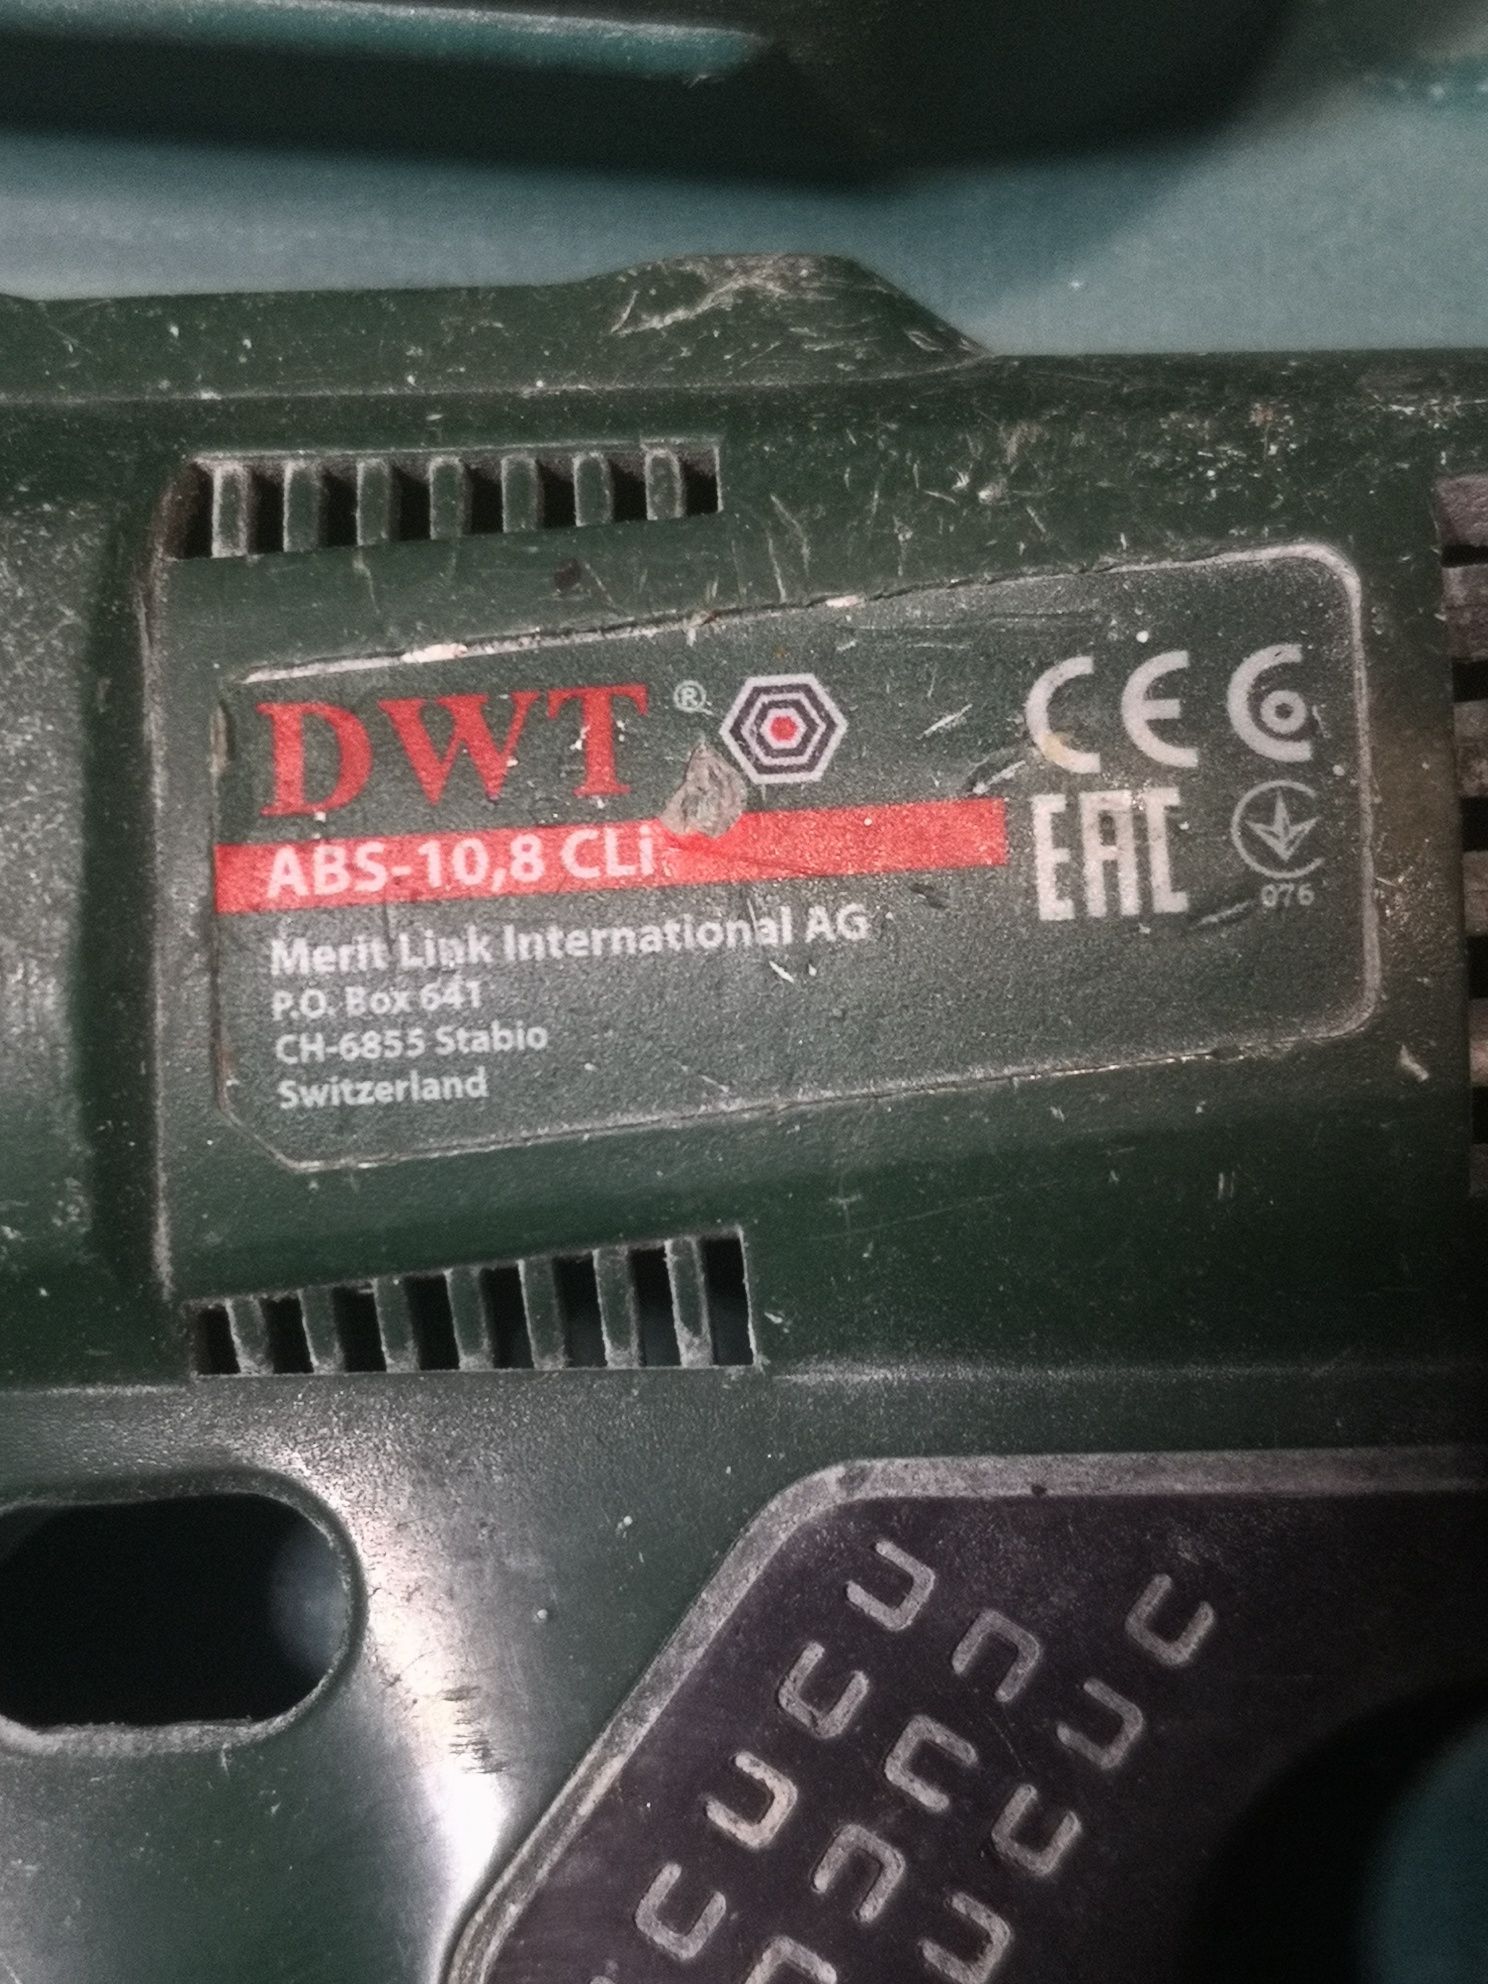 DWT ®
ABS-10,8 CLi
Merit Link International AG
P.O. Box 641
CH-6855 Stabio
Switzerland
CE
EAC
076